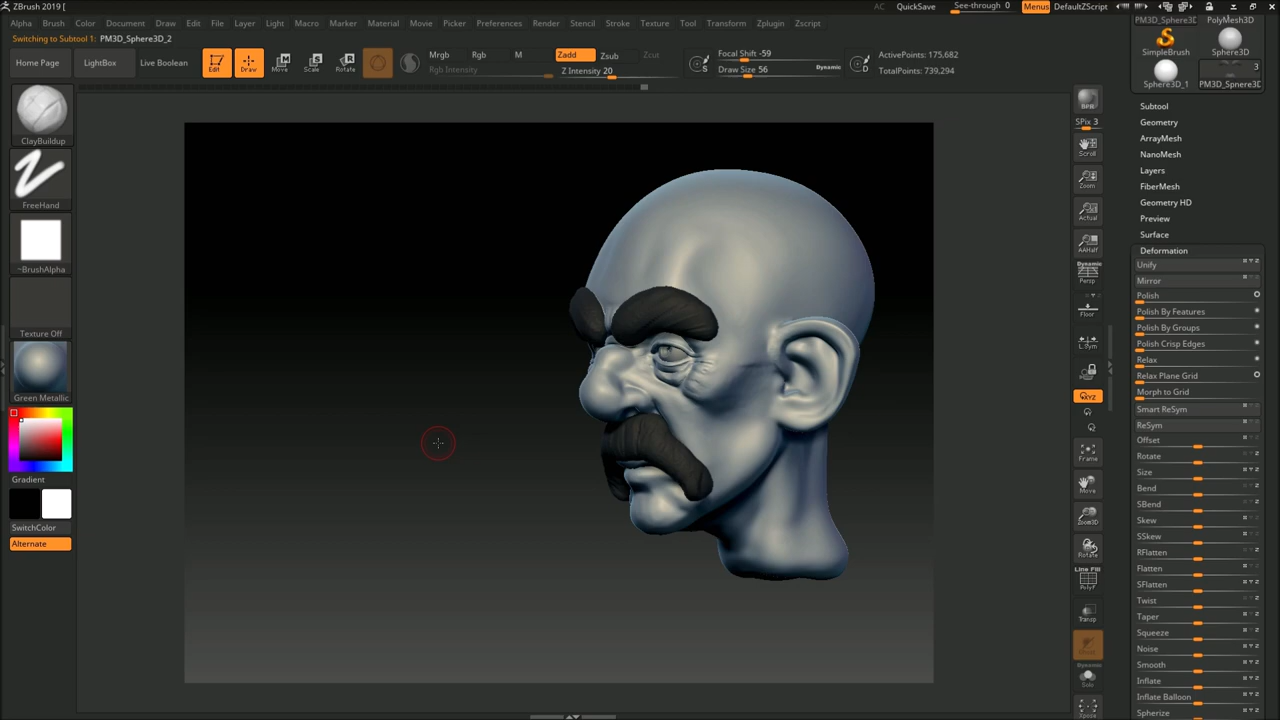 ZBrush 2019 [
AC QuickSave See-through 0 Menus DefaultZScript
Alpha Brush Color Document Draw Edit File Layer Light Macro Marker Material Movie Picker Preferences Render Stencil Stroke Texture Tool Transform Zplugin Zscript
Switching to Subtool 1: PM3D_Sphere3D_2
Home Page LightBox Live Boolean Edit Draw Move Scale Rotate
Mrgb Rgb M Zadd Zsub Zcut
Rgb Intensity Z Intensity 20
Focal Shift -59
Draw Size 56 Dynamic
S
D
ActivePoints: 175,682
TotalPoints: 739,294
ClayBuildup
FreeHand
~BrushAlpha
Texture Off
Green Metallic
Gradient
SwitchColor
Alternate
BPR
SPix 3
Scroll
Zoom
Actual
AAHalf
Dynamic
Persp
Floor
L.Sym
XYZ
Frame
Move
Zoom3D
Rotate
Line Fill
PolyF
Transp
Dynamic
Solo
Xpose
PM3D_Sphere3D PolyMesh3D
SimpleBrush Sphere3D
3
Sphere3D_1 PM3D_Sphere3D
Subtool
Geometry
ArrayMesh
NanoMesh
Layers
FiberMesh
Geometry HD
Preview
Surface
Deformation
Unify
Mirror
Polish
Polish By Features
Polish By Groups
Polish Crisp Edges
Relax
Relax Plane Grid
Morph to Grid
Smart ReSym
ReSym
Offset
Rotate
Size
Bend
SBend
Skew
SSkew
RFlatten
Flatten
SFlatten
Twist
Taper
Squeeze
Noise
Smooth
Inflate
Inflate Balloon
Spherize